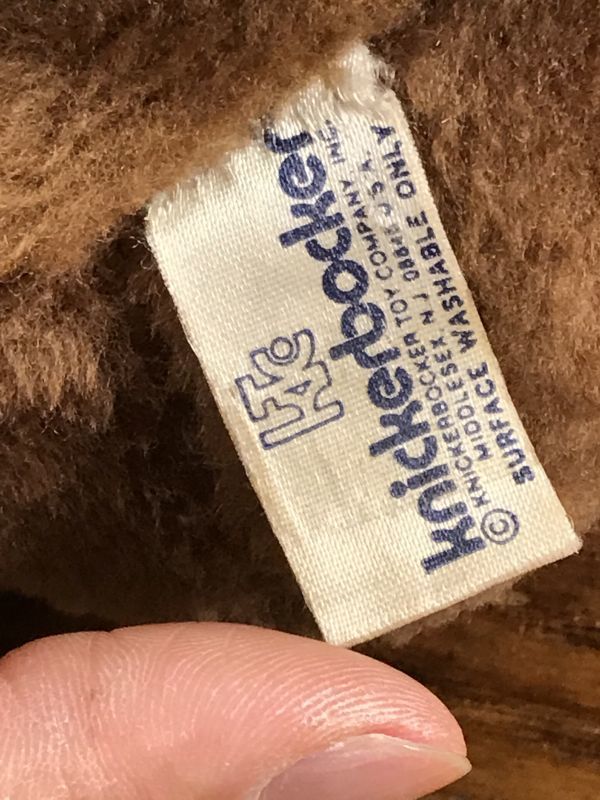 Knickerbocker
© KNICKERBOCKER TOY COMPANY INC.
MIDDLESEX N.J. 08846 U.S.A.
SURFACE WASHABLE ONLY